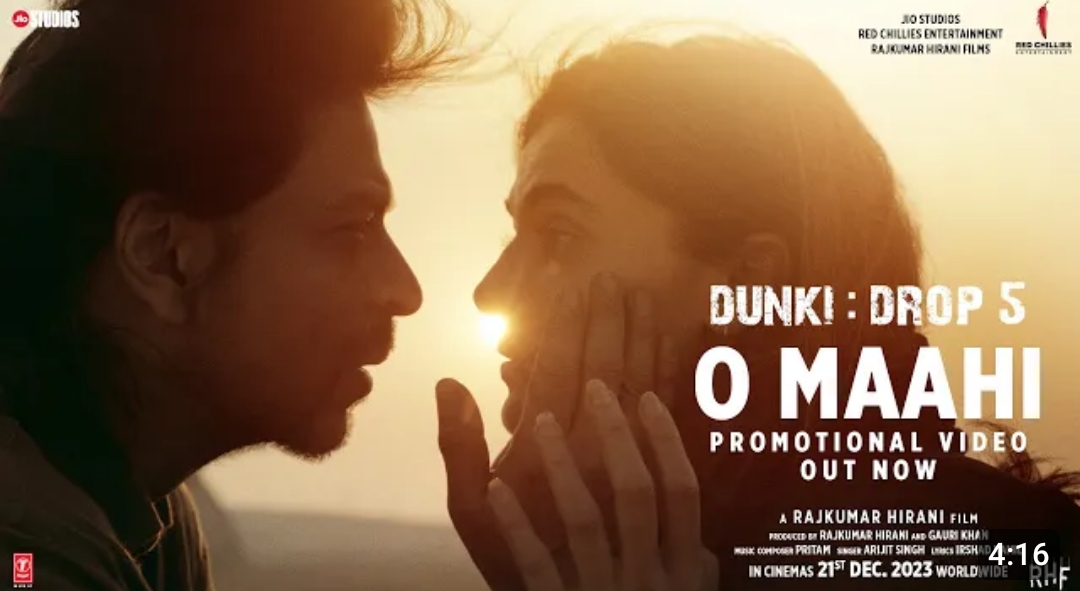 Jio STUDIOS
JIO STUDIOS
RED CHILLIES ENTERTAINMENT
RAJKUMAR HIRANI FILMS
RED CHILLIES
ENTERTAINMENT
DUNKI : DROP 5
O MAAHI
PROMOTIONAL VIDEO
OUT NOW
A RAJKUMAR HIRANI FILM
PRODUCED BY RAJKUMAR HIRANI AND GAURI KHAN
MUSIC COMPOSER PRITAM SINGER ARIJIT SINGH LYRICS
4:16
IN CINEMAS 21ST DEC. 2023 WORLDWIDE
RHF